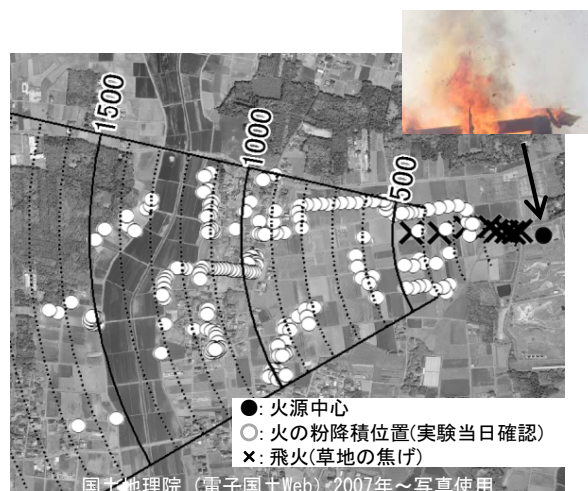 1500
1000
500
●: 火源中心
○: 火の粉降積位置(実験当日確認)
×: 飛火(草地の焦げ)
国土地理院（電子国土Web）2007年～写真使用